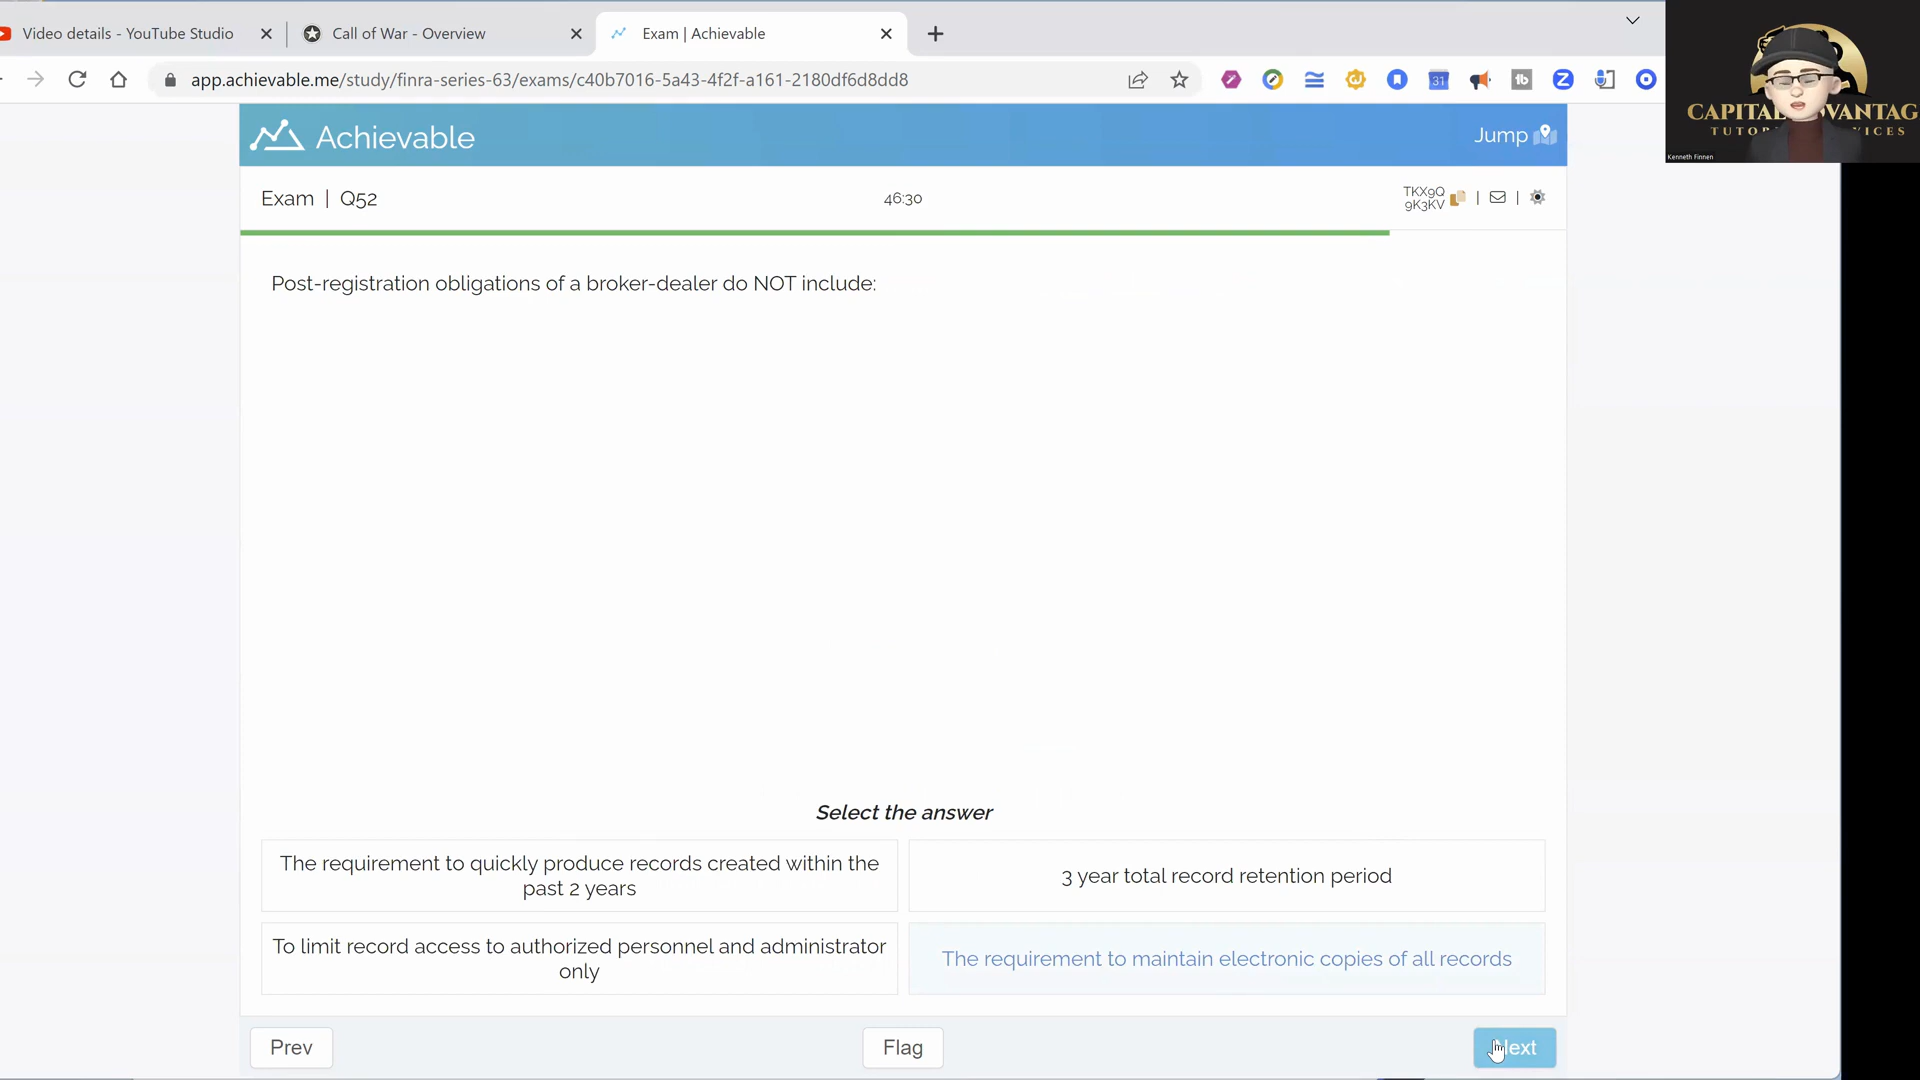 Video details - YouTube Studio
Call of War - Overview
Exam | Achievable
app.achievable.me/study/finra-series-63/exams/c40b7016-5a43-4f2f-a161-2180df6d8dd8
31
tb
Z
Kenneth Finnen
Achievable
Jump
Exam | Q52
46:30
TKX9Q
9K3KV
Post-registration obligations of a broker-dealer do NOT include:
Select the answer
The requirement to quickly produce records created within the
past 2 years
3 year total record retention period
To limit record access to authorized personnel and administrator
only
The requirement to maintain electronic copies of all records
Prev
Flag
Next